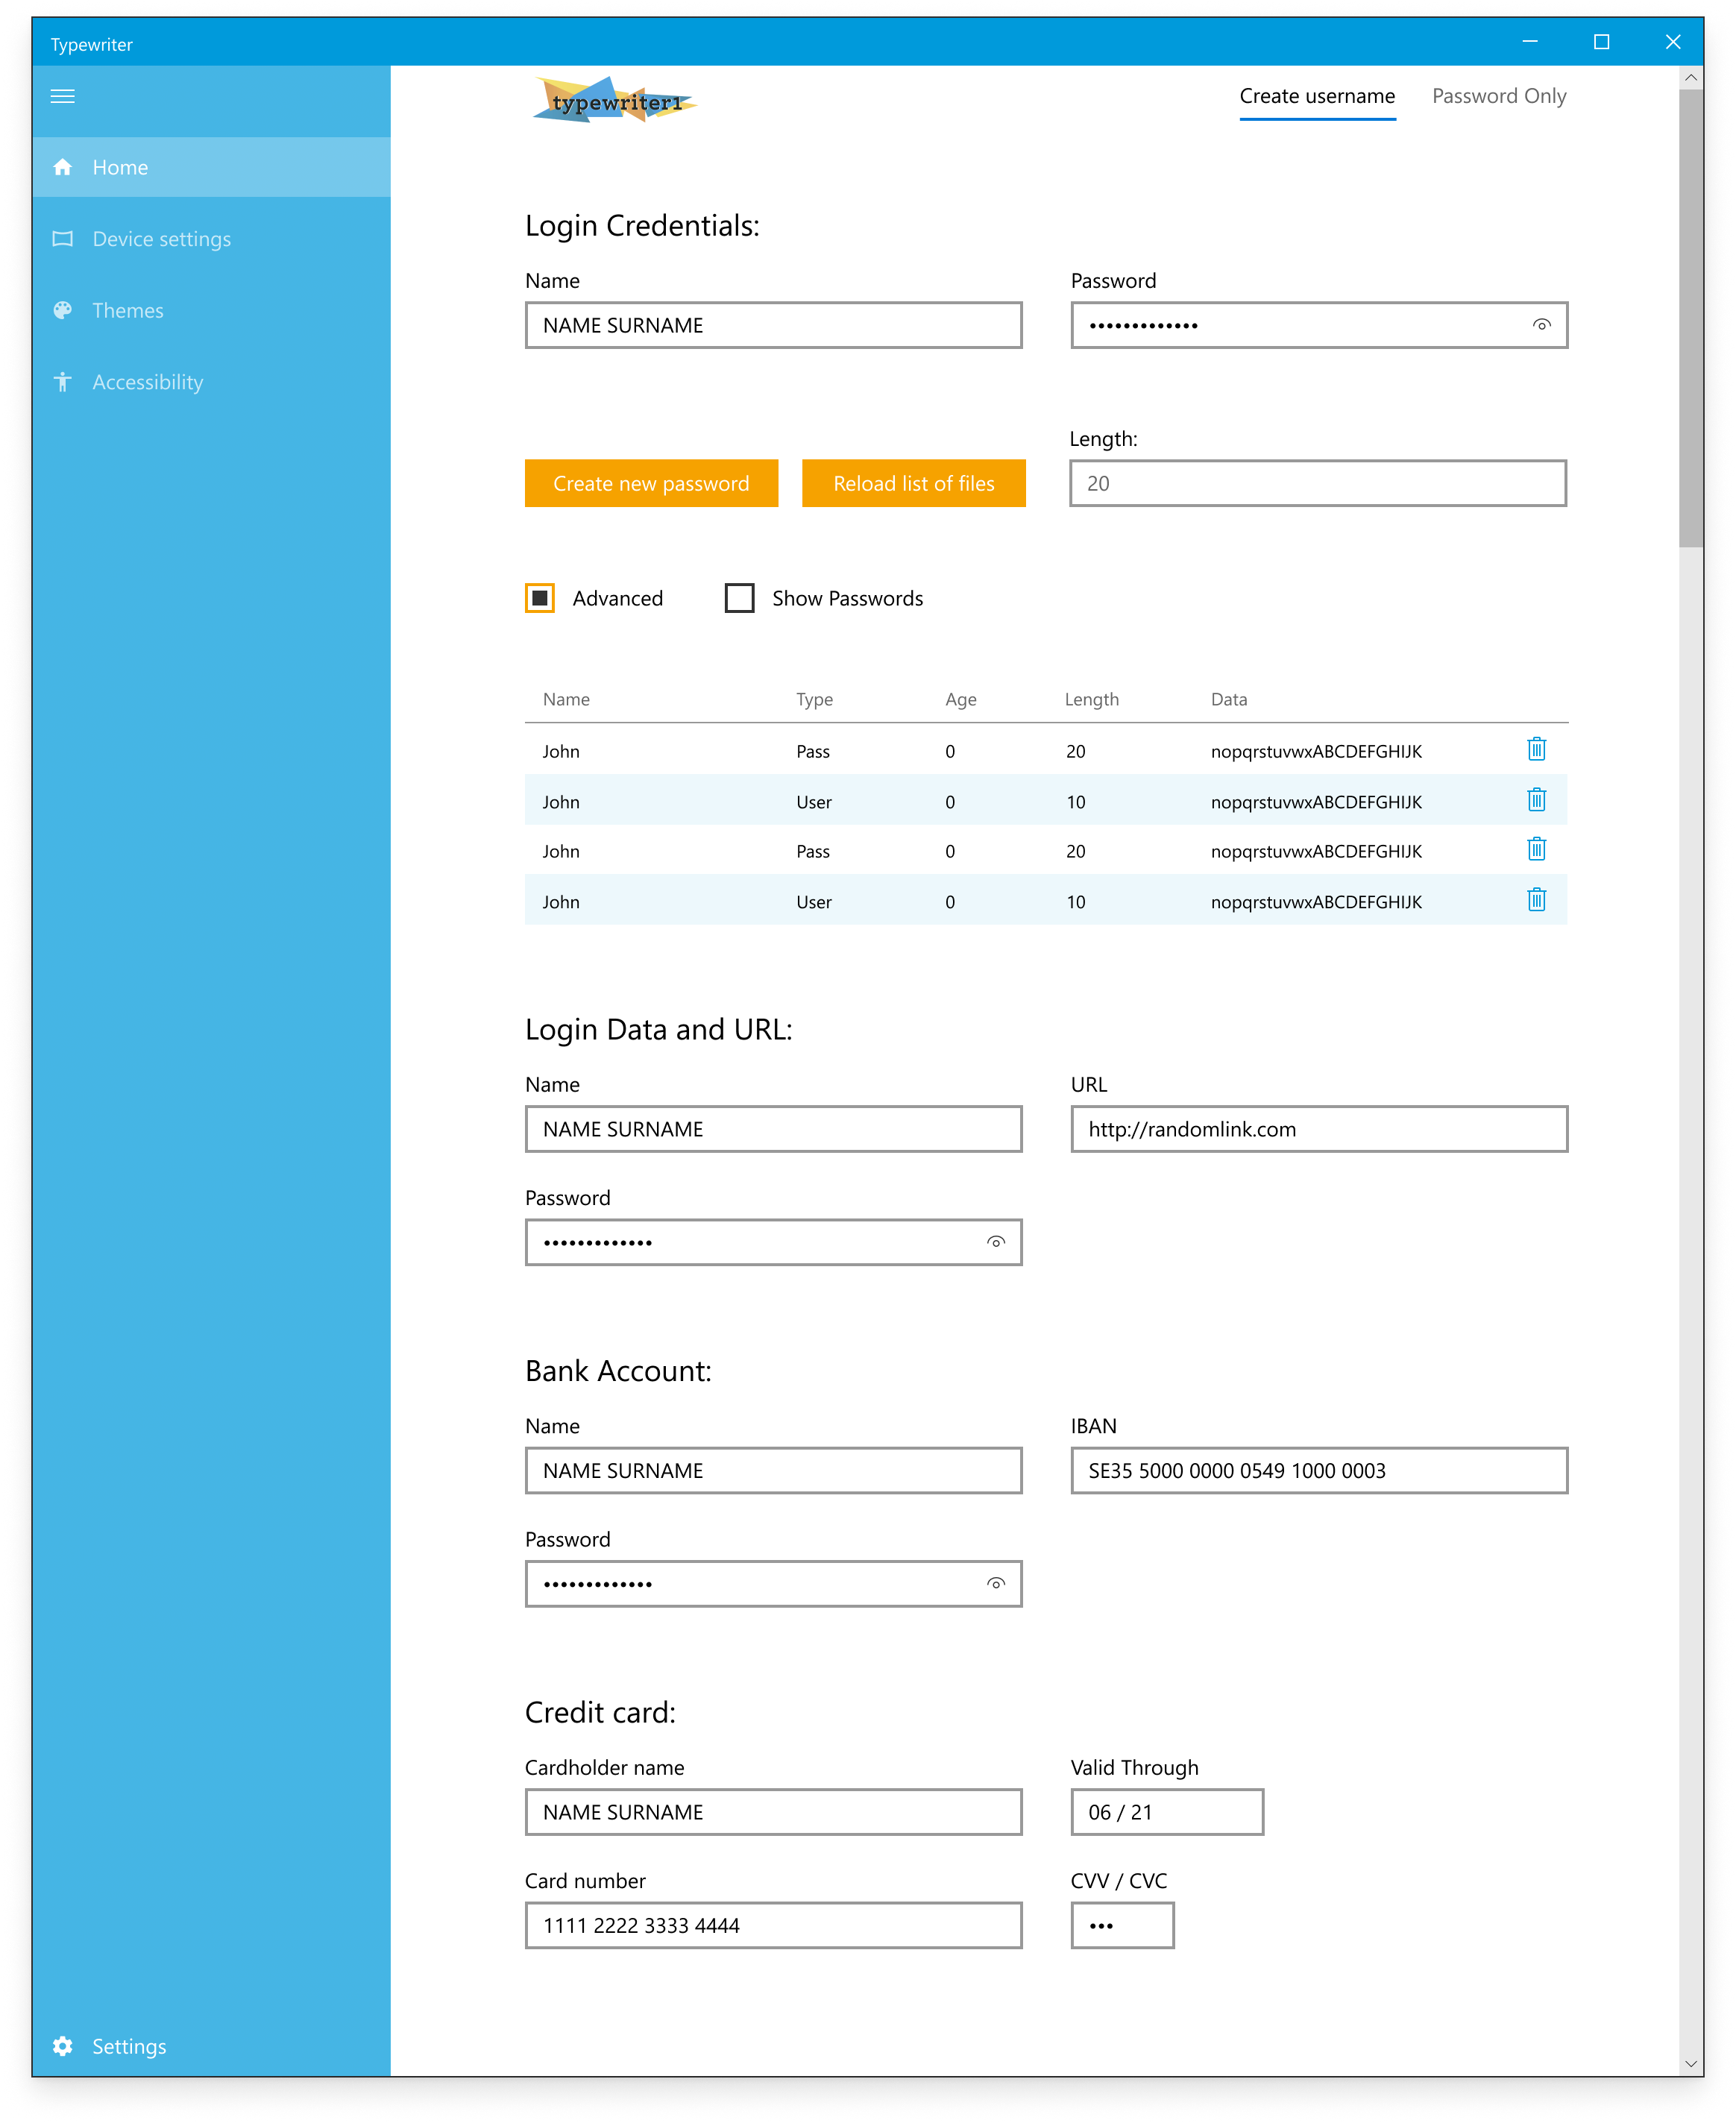 Typewriter
Home
Device settings
Themes
Accessibility
Settings
typewriter1
Create username Password Only
Login Credentials:
Name Password
NAME SURNAME •••••••••••••
Length:
Create new password Reload list of files 20
Advanced Show Passwords
Name Type Age Length Data
John Pass 0 20 nopqrstuvwxABCDEFGHIJK
John User 0 10 nopqrstuvwxABCDEFGHIJK
John Pass 0 20 nopqrstuvwxABCDEFGHIJK
John User 0 10 nopqrstuvwxABCDEFGHIJK
Login Data and URL:
Name URL
NAME SURNAME http://randomlink.com
Password
•••••••••••••
Bank Account:
Name IBAN
NAME SURNAME SE35 5000 0000 0549 1000 0003
Password
•••••••••••••
Credit card:
Cardholder name Valid Through
NAME SURNAME 06 / 21
Card number CVV / CVC
1111 2222 3333 4444 •••